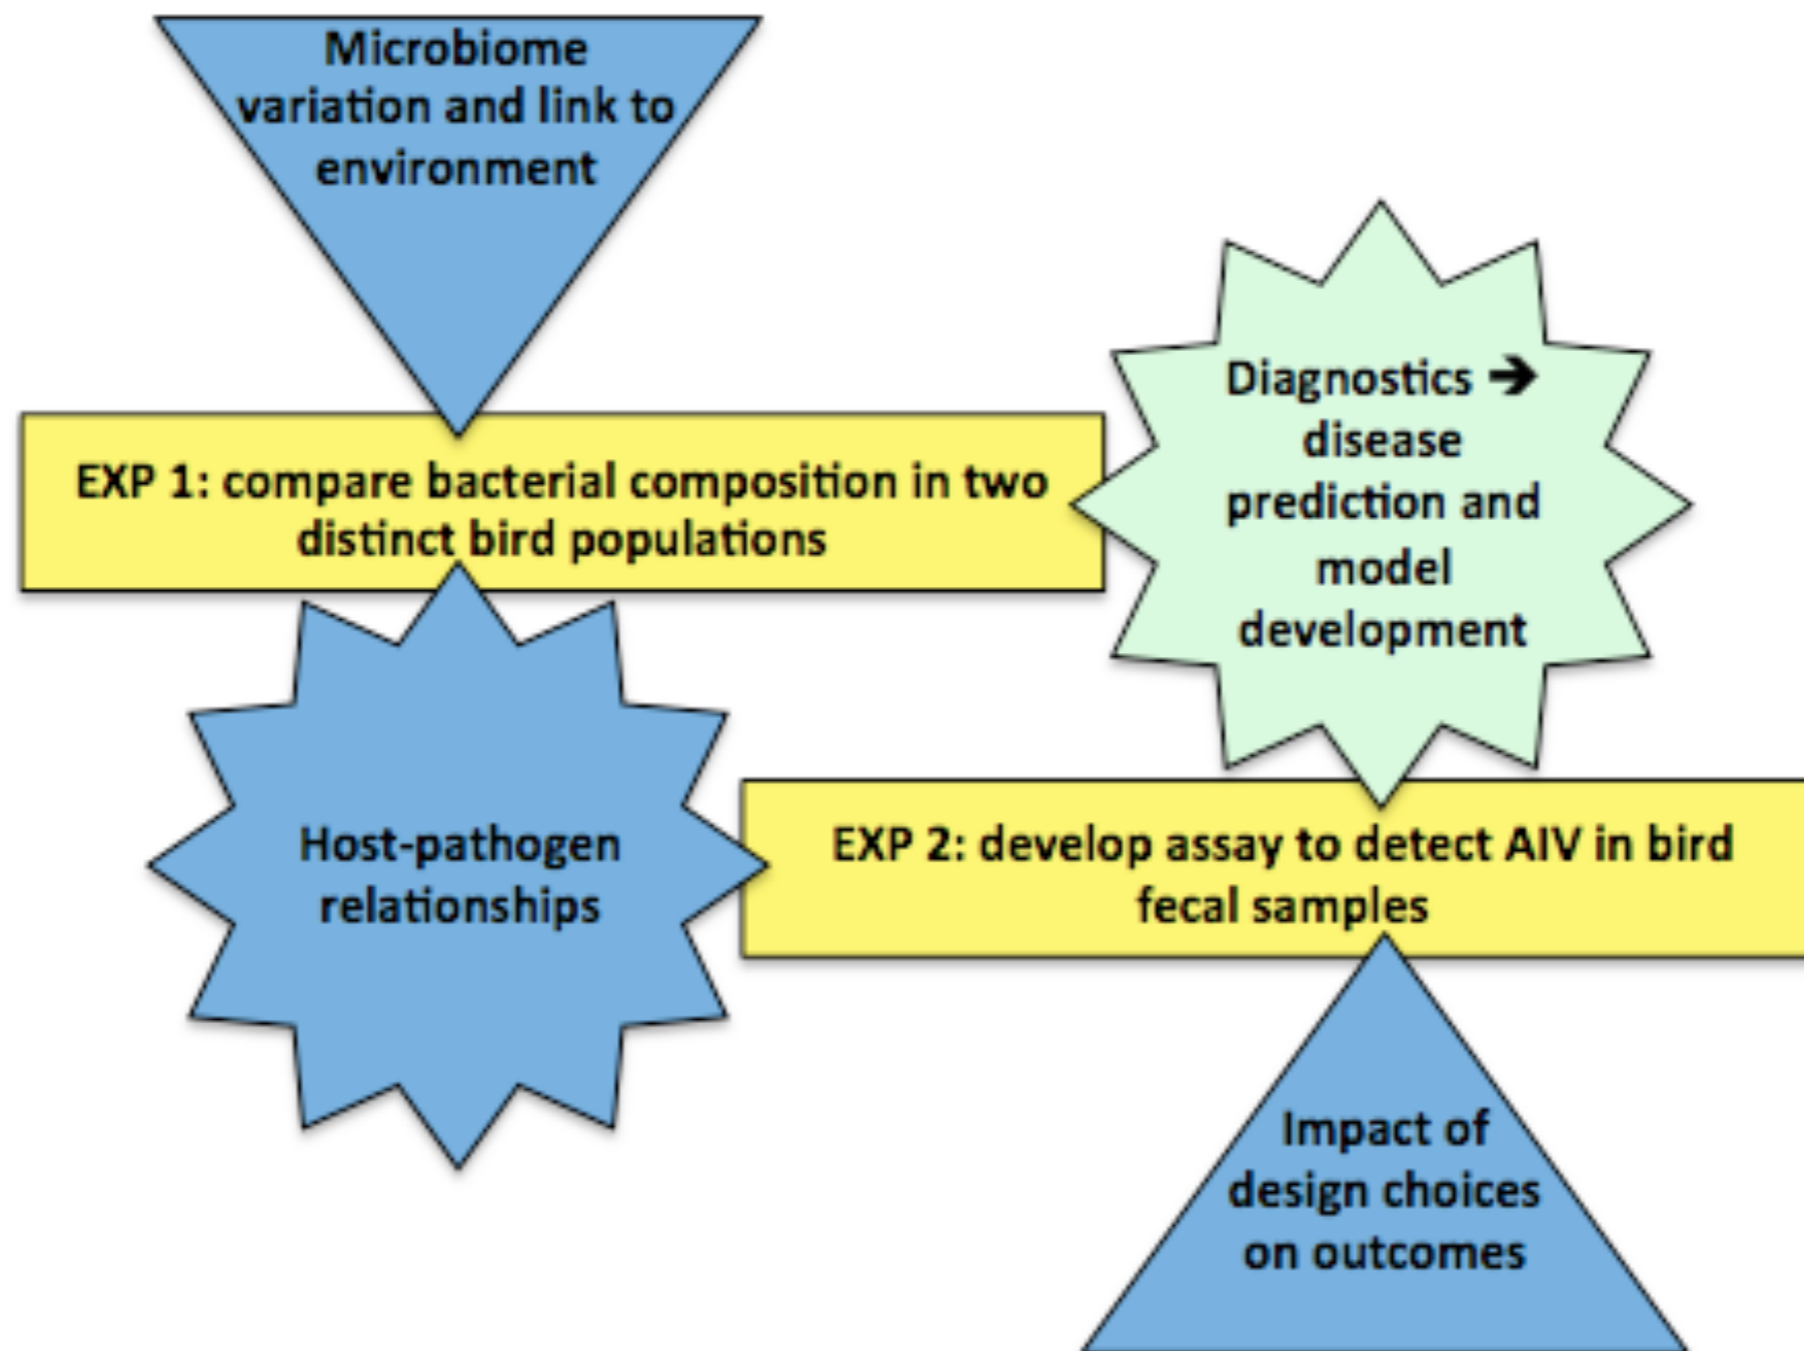 Microbiome
variation and link to
environment
EXP 1: compare bacterial composition in two
distinct bird populations
Diagnostics ➔
disease
prediction and
model
development
Host-pathogen
relationships
EXP 2: develop assay to detect AIV in bird
fecal samples
Impact of
design choices
on outcomes